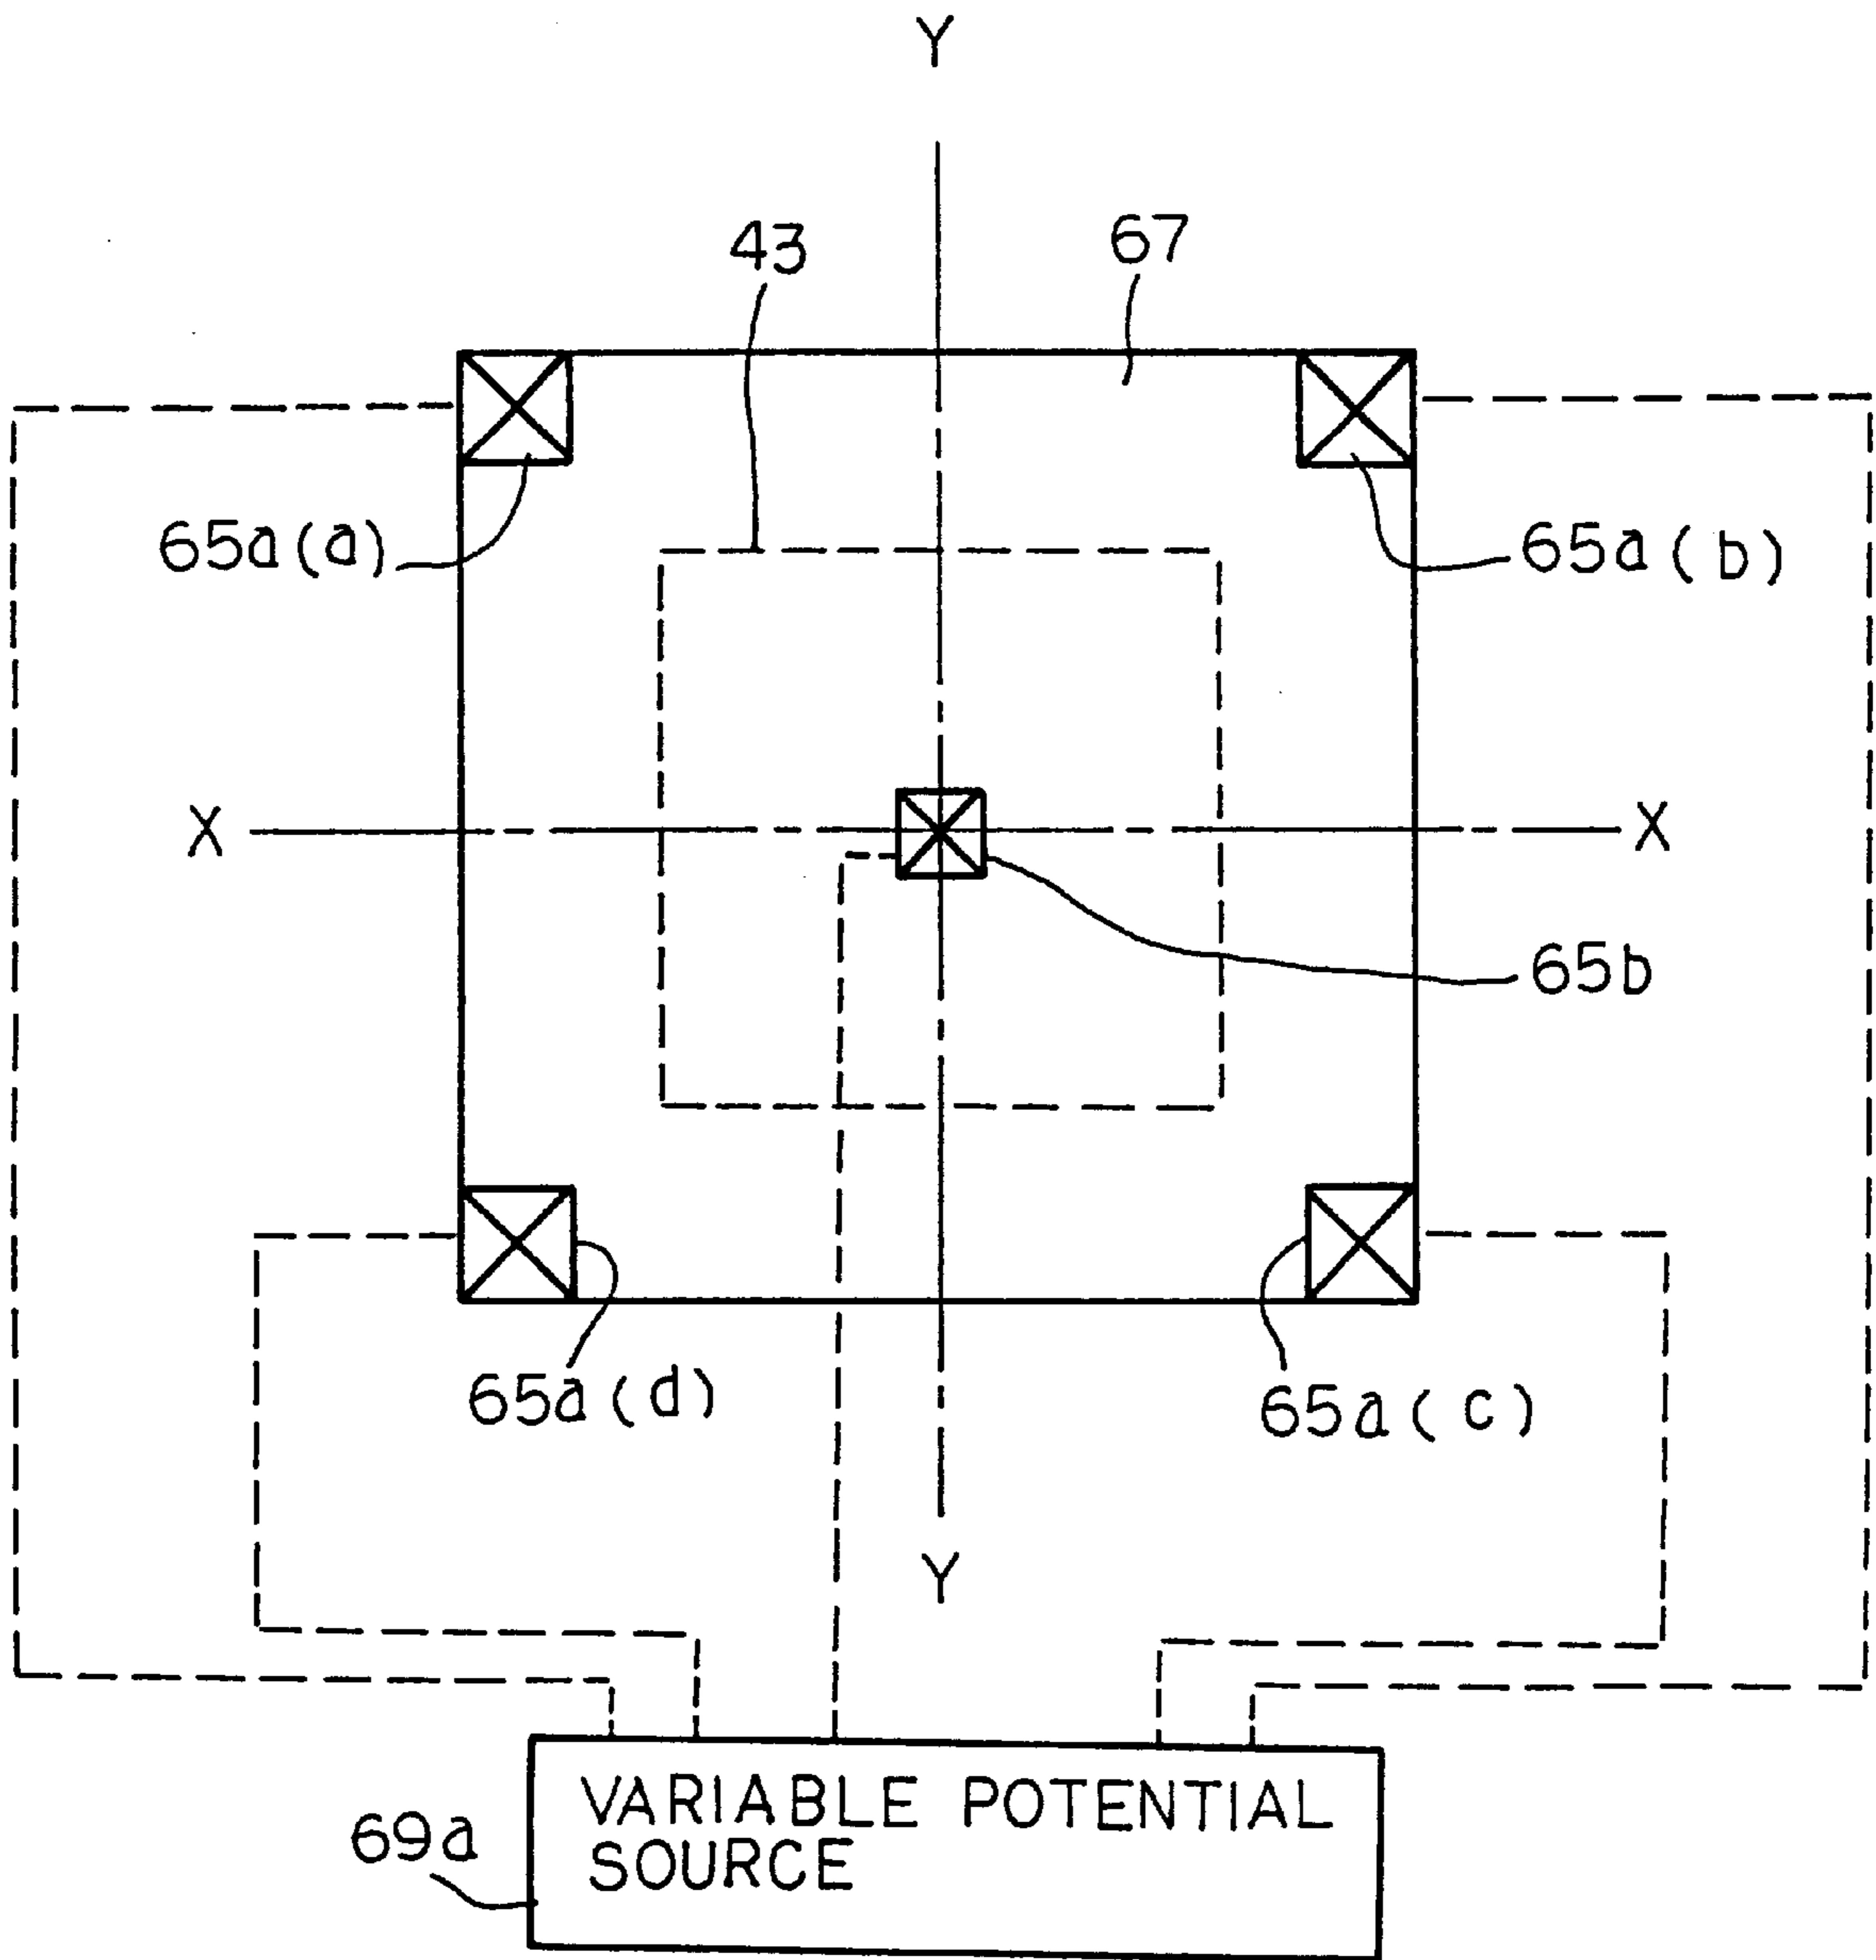 Y
43
67
65a(a)
65a(b)
X
X
65b
65a(d)
65a(c)
Y
VARIABLE POTENTIAL
SOURCE
69a